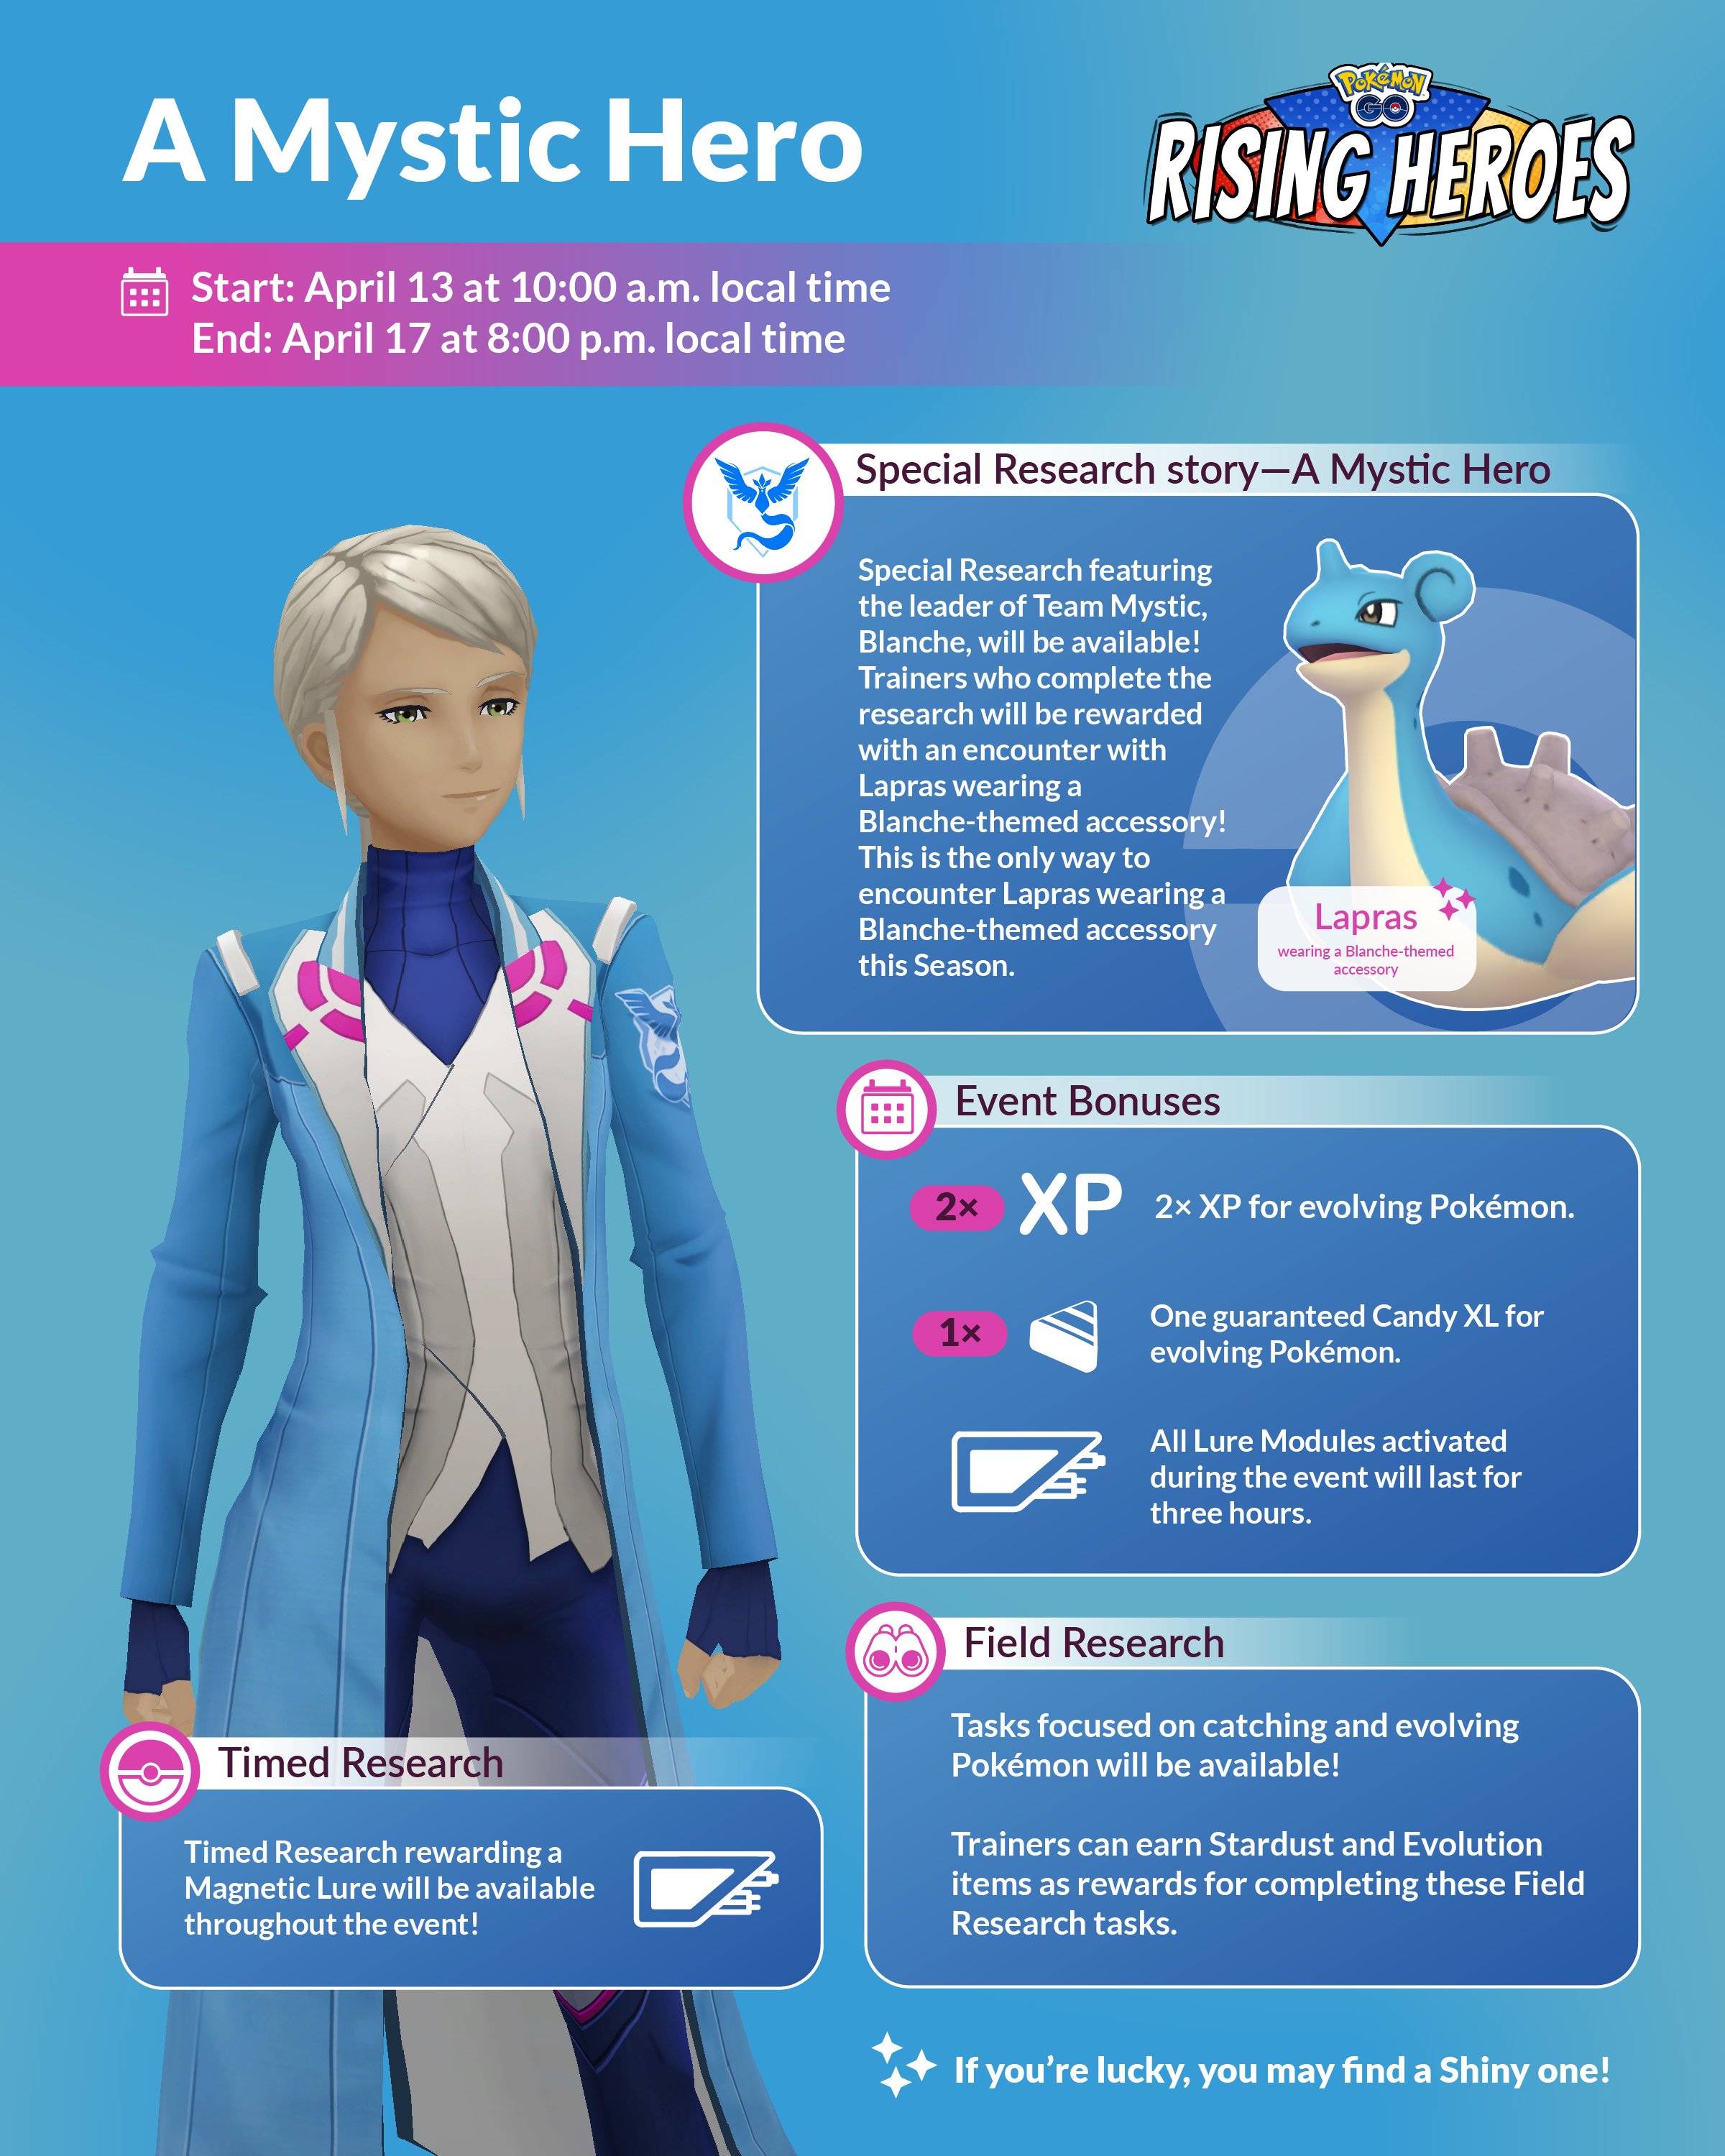 A Mystic Hero
POKÉMON
GO
RISING HEROES
Start: April 13 at 10:00 a.m. local time
End: April 17 at 8:00 p.m. local time
Special Research story—A Mystic Hero
Special Research featuring
the leader of Team Mystic,
Blanche, will be available!
Trainers who complete the
research will be rewarded
with an encounter with
Lapras wearing a
Blanche-themed accessory!
This is the only way to
encounter Lapras wearing a
Blanche-themed accessory
this Season.
Lapras
wearing a Blanche-themed
accessory
Event Bonuses
2× XP 2× XP for evolving Pokémon.
1× One guaranteed Candy XL for
evolving Pokémon.
All Lure Modules activated
during the event will last for
three hours.
Field Research
Tasks focused on catching and evolving
Pokémon will be available!
Trainers can earn Stardust and Evolution
items as rewards for completing these Field
Research tasks.
Timed Research
Timed Research rewarding a
Magnetic Lure will be available
throughout the event!
If you’re lucky, you may find a Shiny one!